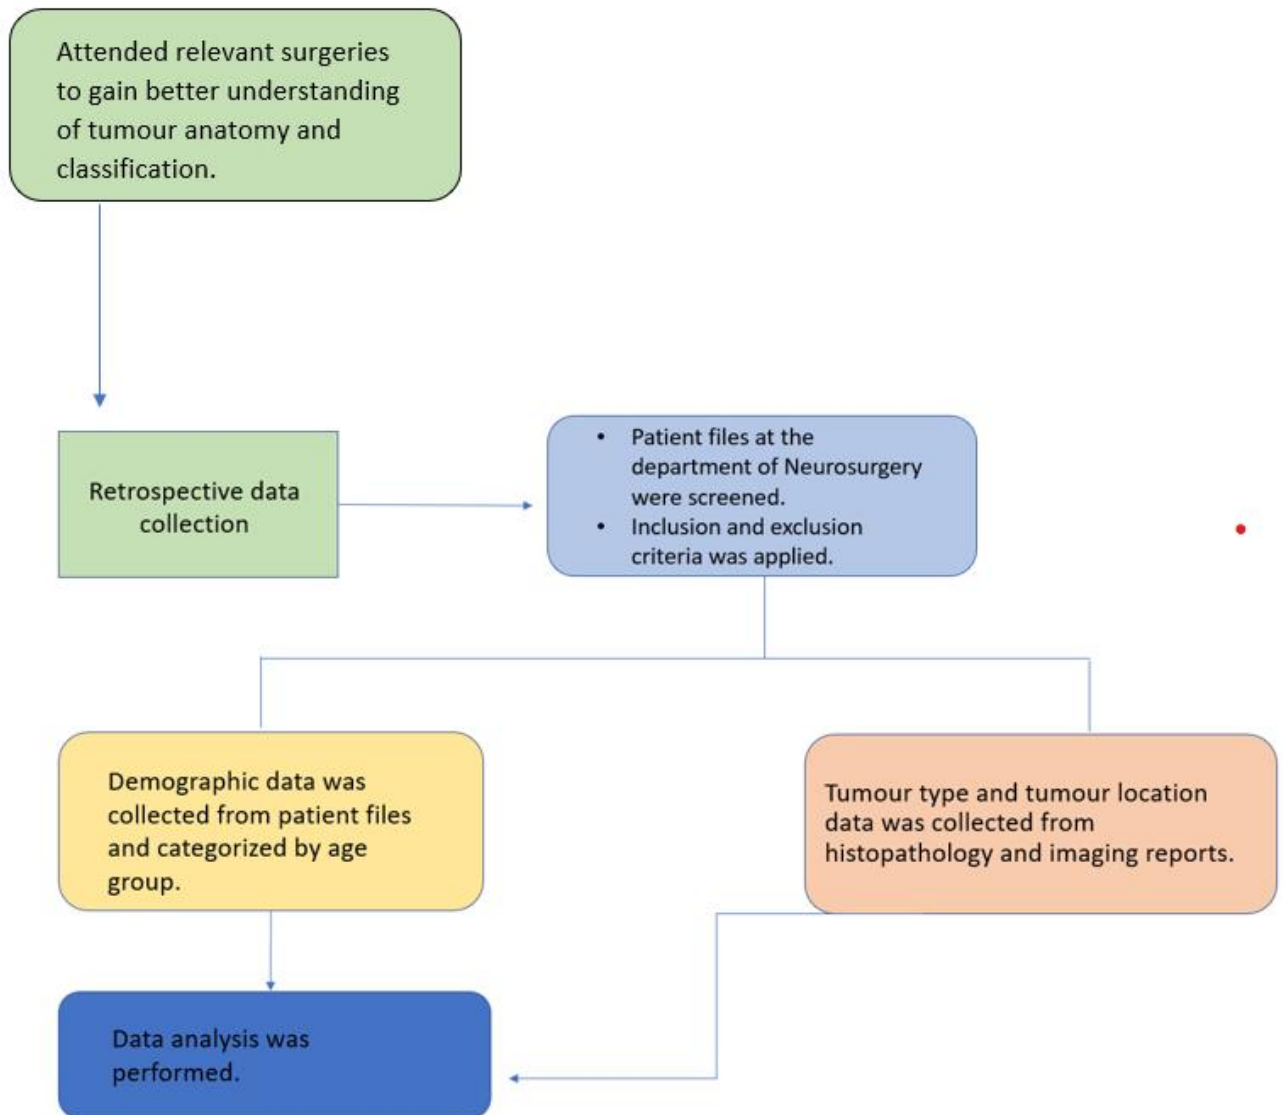 Attended relevant surgeries
to gain better understanding
of tumour anatomy and
classification.
Retrospective data
collection
• Patient files at the
department of Neurosurgery
were screened.
• Inclusion and exclusion
criteria was applied.
Demographic data was
collected from patient files
and categorized by age
group.
Tumour type and tumour location
data was collected from
histopathology and imaging reports.
Data analysis was
performed.